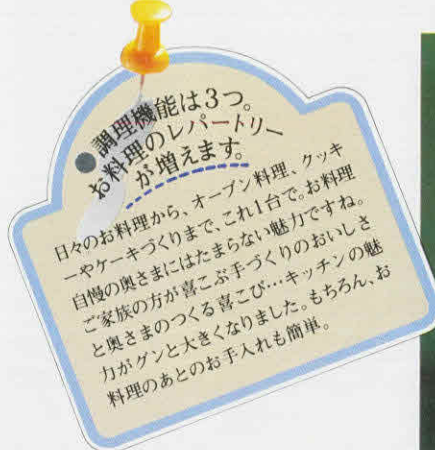 ●調理機能は3つ。
お料理のレパートリー
が増えます。
日々のお料理から、オーブン料理、クッキ
ーやケーキづくりまで、これ1台で。お料理
自慢の奥さまにはたまらない魅力ですね。
ご家族の方が喜こぶ手づくりのおいしさ
と奥さまのつくる喜こび…キッチンの魅
力がグンと大きくなりました。もちろん、お
料理のあとのお手入れも簡単。